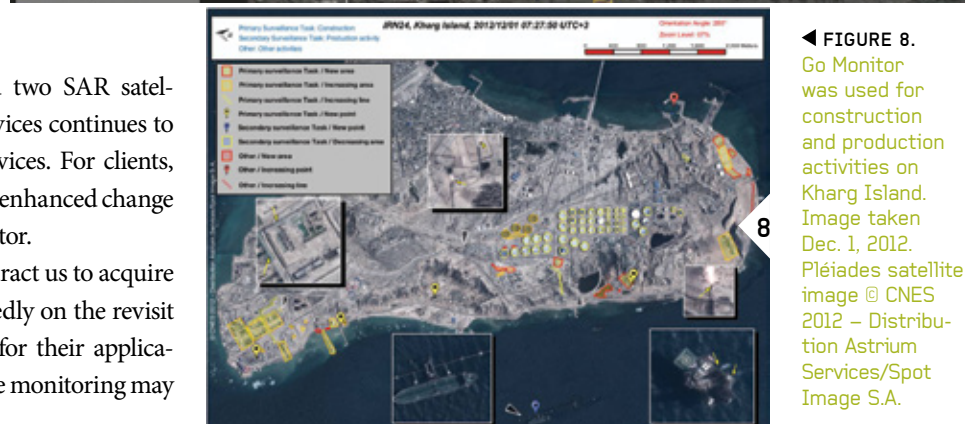 two SAR satel-
vices continues to
vices. For clients,
enhanced change
tor.
ract us to acquire
edly on the revisit
for their applica-
e monitoring may
Primary Surveillance Task: Construction
Secondary Surveillance Task: Production activity
Other: Other activities
IRN24, Kharg Island, 2012/12/01 07:27:50 UTC+3
Orientation Angle:
Zoom Level:
Primary surveillance Task / New area
Primary surveillance Task / Increasing area
Primary surveillance Task / Increasing line
Primary surveillance Task / New point
Secondary surveillance Task / New point
Secondary surveillance Task / Decreasing area
Other / New area
Other / Increasing point
Other / Increasing line
8
◀ FIGURE 8.
Go Monitor
was used for
construction
and production
activities on
Kharg Island.
Image taken
Dec. 1, 2012.
Pléiades satellite
image © CNES
2012 – Distribu-
tion Astrium
Services/Spot
Image S.A.